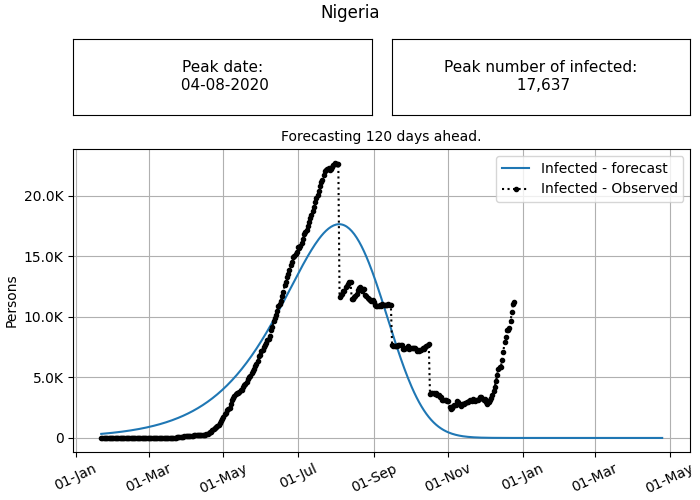 Nigeria
Peak date:
04-08-2020
Peak number of infected:
17,637
Forecasting 120 days ahead.
Infected - forecast
Infected - Observed
Persons
20.0K
15.0K
10.0K
5.0K
0
01-Jan
01-Mar
01-May
01-Jul
01-Sep
01-Nov
01-Jan
01-Mar
01-May